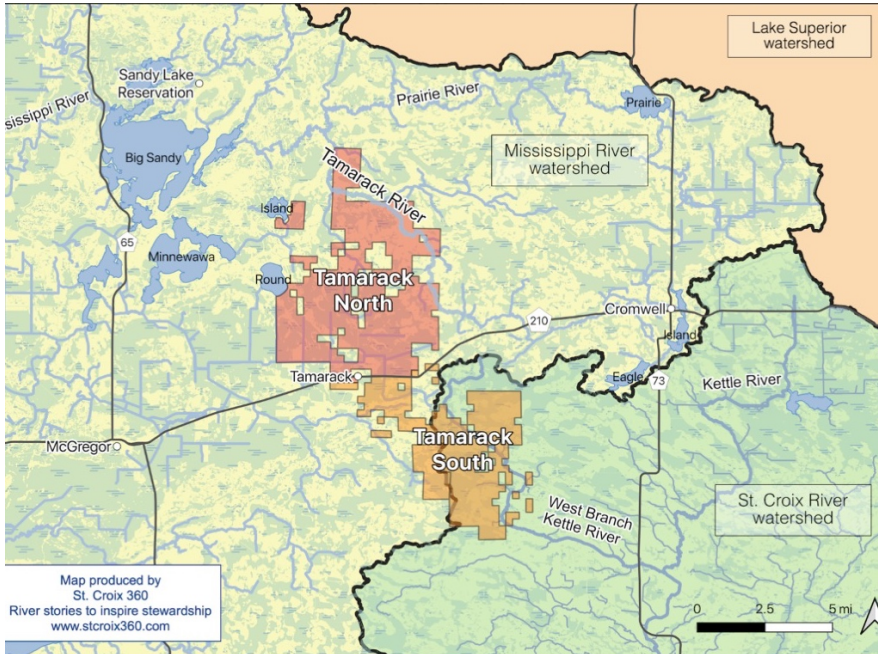 Lake Superior
watershed
Sandy Lake
Reservation
ssissippi River
Prairie River
Prairie
Big Sandy
Mississippi River
watershed
Tamarack River
Island
65
Minnewawa
Round
Tamarack
North
210
Cromwell
Island
Tamarack
Eagle
73
Kettle River
McGregor
Tamarack
South
West Branch
Kettle River
St. Croix River
watershed
Map produced by
St. Croix 360
River stories to inspire stewardship
www.stcroix360.com
0 2.5 5 mi